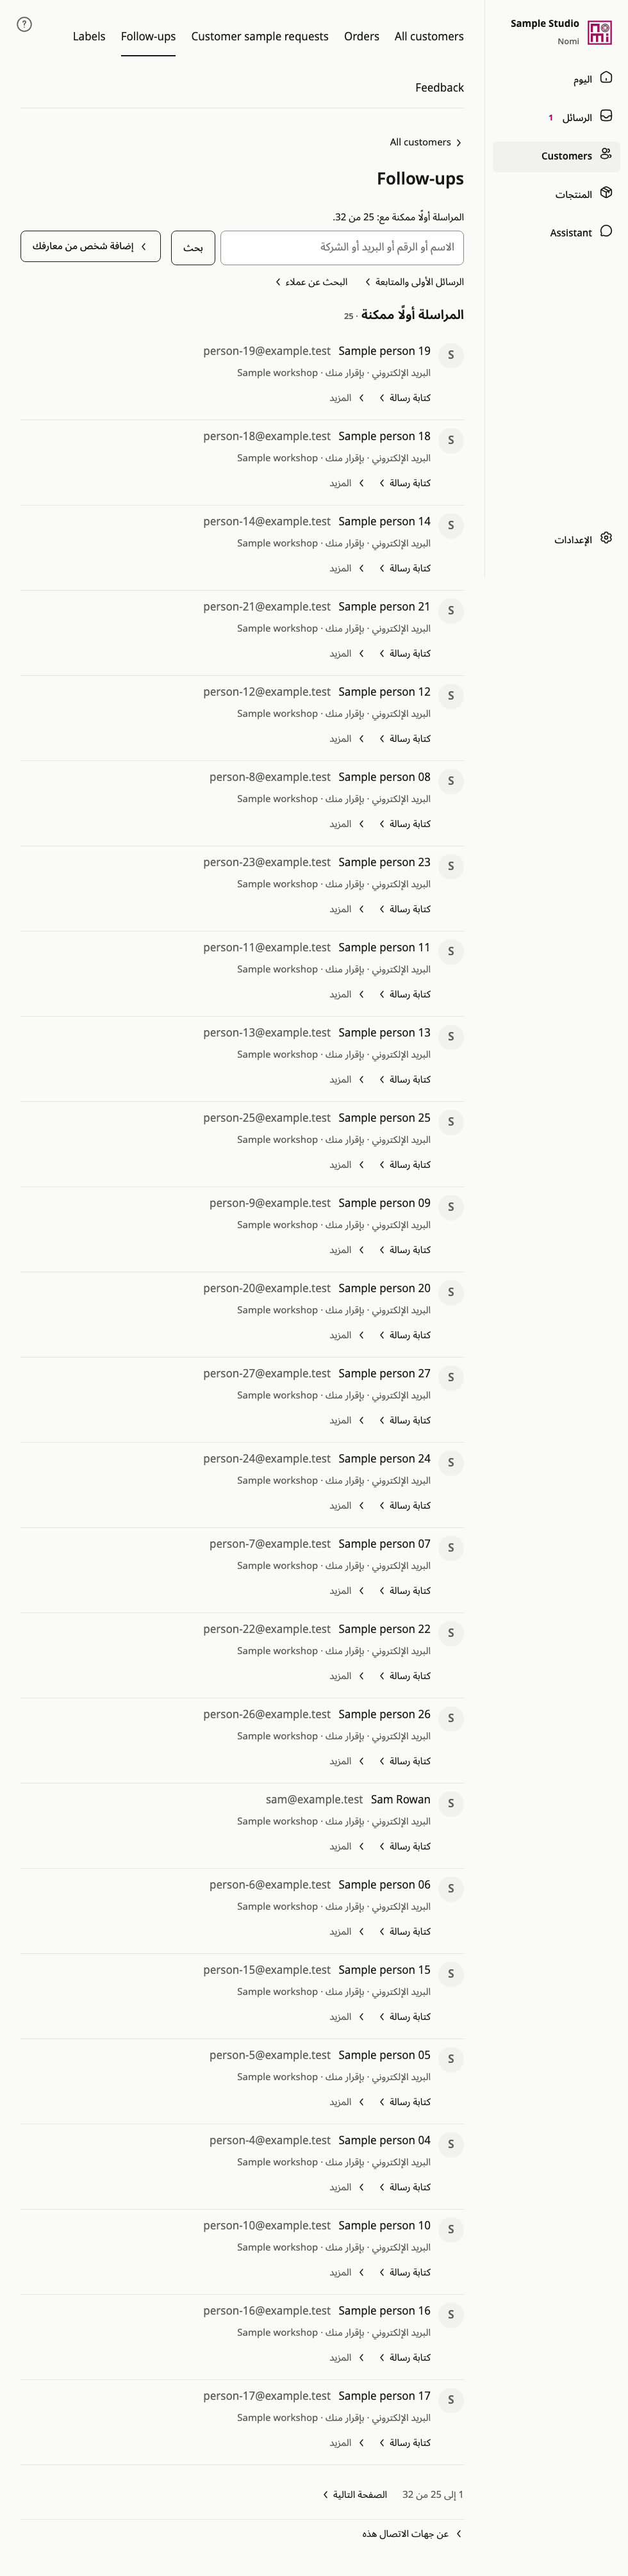 Sample Studio
Nomi
اليوم
الرسائل 1
Customers
المنتجات
Assistant
الإعدادات
All customers Orders Customer sample requests Follow-ups Labels
Feedback
All customers
Follow-ups
المراسلة أولًا ممكنة مع: 25 من 32.
الاسم أو الرقم أو البريد أو الشركة بحث إضافة شخص من معارفك
الرسائل الأولى والمتابعة البحث عن عملاء
المراسلة أولًا ممكنة · 25
S Sample person 19 person-19@example.test
البريد الإلكتروني · بإقرار منك · Sample workshop
كتابة رسالة المزيد
S Sample person 18 person-18@example.test
البريد الإلكتروني · بإقرار منك · Sample workshop
كتابة رسالة المزيد
S Sample person 14 person-14@example.test
البريد الإلكتروني · بإقرار منك · Sample workshop
كتابة رسالة المزيد
S Sample person 21 person-21@example.test
البريد الإلكتروني · بإقرار منك · Sample workshop
كتابة رسالة المزيد
S Sample person 12 person-12@example.test
البريد الإلكتروني · بإقرار منك · Sample workshop
كتابة رسالة المزيد
S Sample person 08 person-8@example.test
البريد الإلكتروني · بإقرار منك · Sample workshop
كتابة رسالة المزيد
S Sample person 23 person-23@example.test
البريد الإلكتروني · بإقرار منك · Sample workshop
كتابة رسالة المزيد
S Sample person 11 person-11@example.test
البريد الإلكتروني · بإقرار منك · Sample workshop
كتابة رسالة المزيد
S Sample person 13 person-13@example.test
البريد الإلكتروني · بإقرار منك · Sample workshop
كتابة رسالة المزيد
S Sample person 25 person-25@example.test
البريد الإلكتروني · بإقرار منك · Sample workshop
كتابة رسالة المزيد
S Sample person 09 person-9@example.test
البريد الإلكتروني · بإقرار منك · Sample workshop
كتابة رسالة المزيد
S Sample person 20 person-20@example.test
البريد الإلكتروني · بإقرار منك · Sample workshop
كتابة رسالة المزيد
S Sample person 27 person-27@example.test
البريد الإلكتروني · بإقرار منك · Sample workshop
كتابة رسالة المزيد
S Sample person 24 person-24@example.test
البريد الإلكتروني · بإقرار منك · Sample workshop
كتابة رسالة المزيد
S Sample person 07 person-7@example.test
البريد الإلكتروني · بإقرار منك · Sample workshop
كتابة رسالة المزيد
S Sample person 22 person-22@example.test
البريد الإلكتروني · بإقرار منك · Sample workshop
كتابة رسالة المزيد
S Sample person 26 person-26@example.test
البريد الإلكتروني · بإقرار منك · Sample workshop
كتابة رسالة المزيد
S Sam Rowan sam@example.test
البريد الإلكتروني · بإقرار منك · Sample workshop
كتابة رسالة المزيد
S Sample person 06 person-6@example.test
البريد الإلكتروني · بإقرار منك · Sample workshop
كتابة رسالة المزيد
S Sample person 15 person-15@example.test
البريد الإلكتروني · بإقرار منك · Sample workshop
كتابة رسالة المزيد
S Sample person 05 person-5@example.test
البريد الإلكتروني · بإقرار منك · Sample workshop
كتابة رسالة المزيد
S Sample person 04 person-4@example.test
البريد الإلكتروني · بإقرار منك · Sample workshop
كتابة رسالة المزيد
S Sample person 10 person-10@example.test
البريد الإلكتروني · بإقرار منك · Sample workshop
كتابة رسالة المزيد
S Sample person 16 person-16@example.test
البريد الإلكتروني · بإقرار منك · Sample workshop
كتابة رسالة المزيد
S Sample person 17 person-17@example.test
البريد الإلكتروني · بإقرار منك · Sample workshop
كتابة رسالة المزيد
1 إلى 25 من 32 الصفحة التالية
عن جهات الاتصال هذه